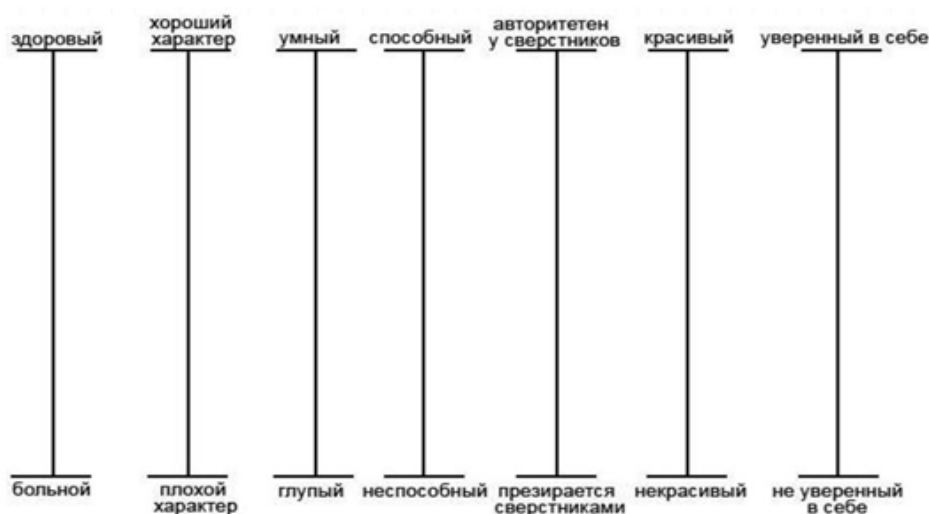 здоровый
хороший
характер
умный
способный
авторитетен
у сверстников
красивый
уверенный в себе
больной
плохой
характер
глупый
неспособный
презирается
сверстниками
некрасивый
не уверенный
в себе